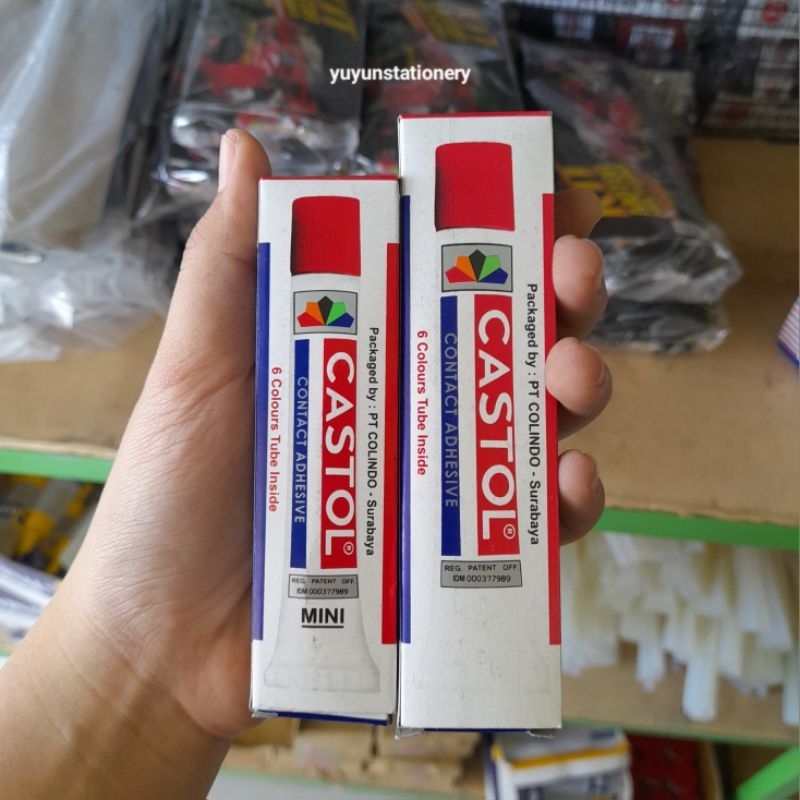 yuyunstationery
CASTOL®
CONTACT ADHESIVE
Packaged by : PT COLINDO - Surabaya
6 Colours Tube Inside
REG. PATENT OFF.
IDM 000377989
MINI
CASTOL®
CONTACT ADHESIVE
Packaged by : PT COLINDO - Surabaya
6 Colours Tube Inside
REG. PATENT OFF.
IDM 000377989